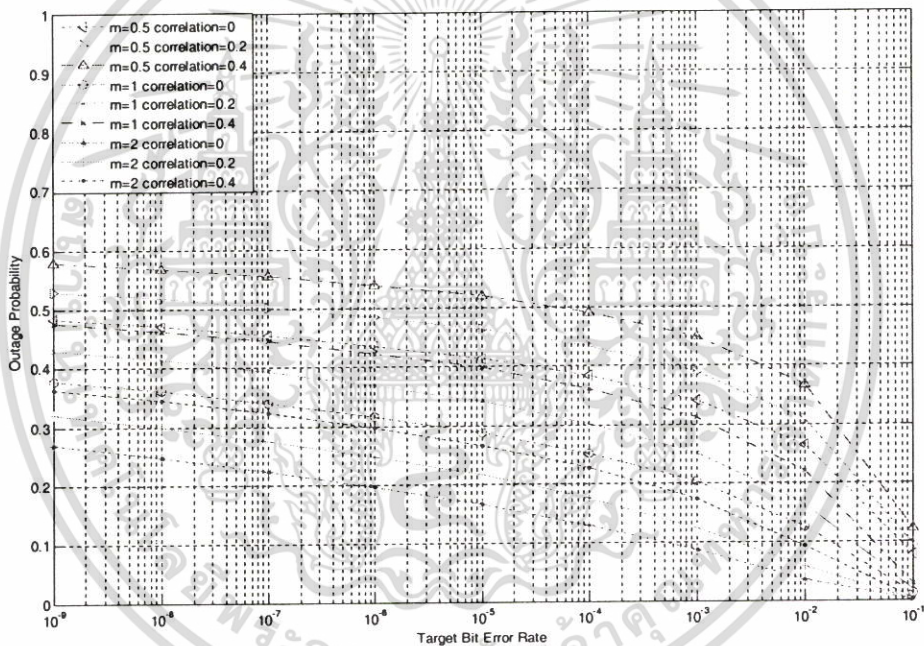 m=0.5 correlation=0
m=0.5 correlation=0.2
m=0.5 correlation=0.4
m=1 correlation=0
m=1 correlation=0.2
m=1 correlation=0.4
m=2 correlation=0
m=2 correlation=0.2
m=2 correlation=0.4
1
0.9
0.8
0.7
0.6
0.5
0.4
0.3
0.2
0.1
0
Outage Probability
10^-9 10^-8 10^-7 10^-6 10^-5 10^-4 10^-3 10^-2 10^-1
Target Bit Error Rate